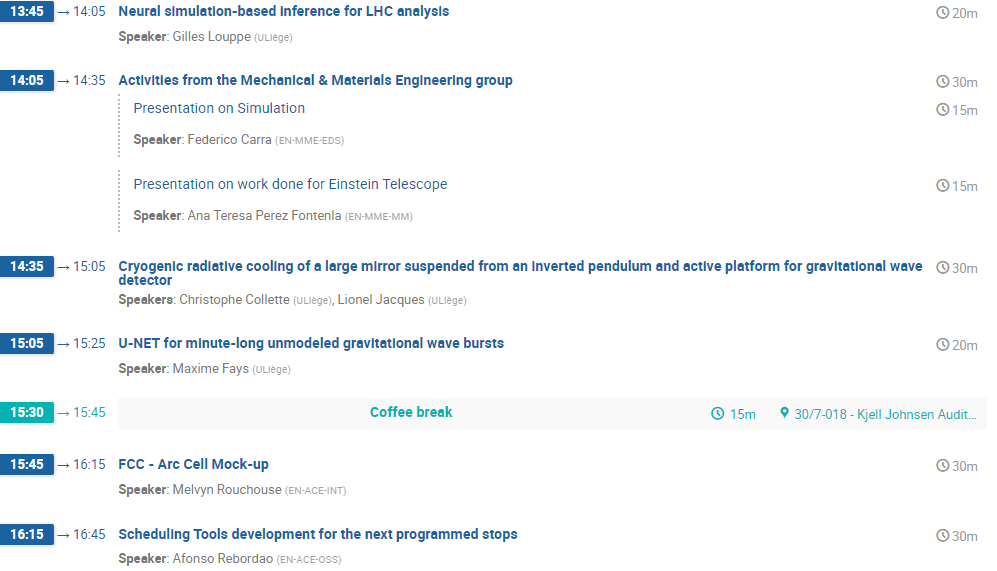 13:45 → 14:05 Neural simulation-based inference for LHC analysis 20m
Speaker: Gilles Louppe (ULiège)
14:05 → 14:35 Activities from the Mechanical & Materials Engineering group 30m
Presentation on Simulation 15m
Speaker: Federico Carra (EN-MME-EDS)
Presentation on work done for Einstein Telescope 15m
Speaker: Ana Teresa Perez Fontenla (EN-MME-MM)
14:35 → 15:05 Cryogenic radiative cooling of a large mirror suspended from an inverted pendulum and active platform for gravitational wave 30m
detector
Speakers: Christophe Collette (ULiège), Lionel Jacques (ULiège)
15:05 → 15:25 U-NET for minute-long unmodeled gravitational wave bursts 20m
Speaker: Maxime Fays (ULiège)
15:30 → 15:45 Coffee break 15m 30/7-018 - Kjell Johnsen Audit...
15:45 → 16:15 FCC - Arc Cell Mock-up 30m
Speaker: Melvyn Rouchouse (EN-ACE-INT)
16:15 → 16:45 Scheduling Tools development for the next programmed stops 30m
Speaker: Afonso Rebordao (EN-ACE-OSS)